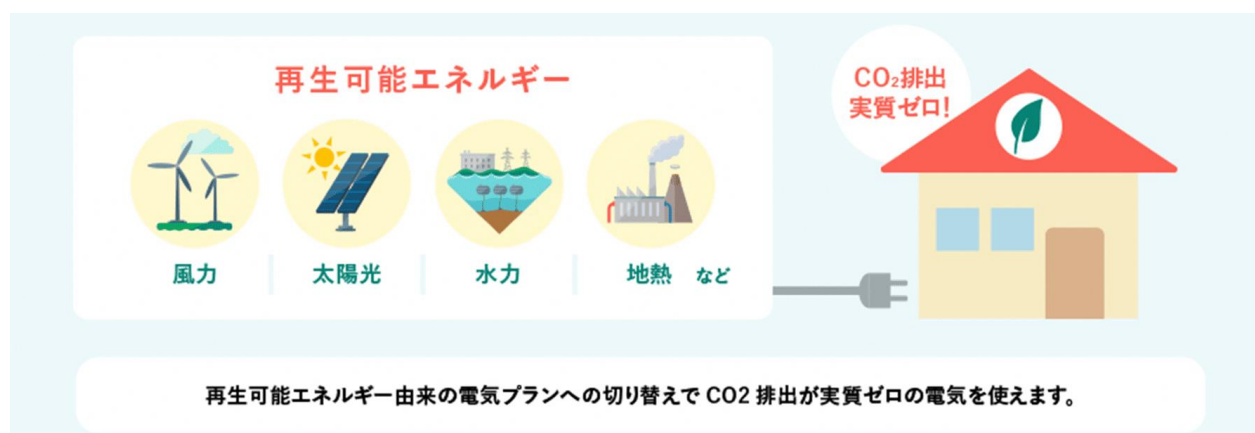 再生可能エネルギー
CO₂排出
実質ゼロ!
風力
太陽光
水力
地熱 など
再生可能エネルギー由来の電気プランへの切り替えで CO2 排出が実質ゼロの電気を使えます。